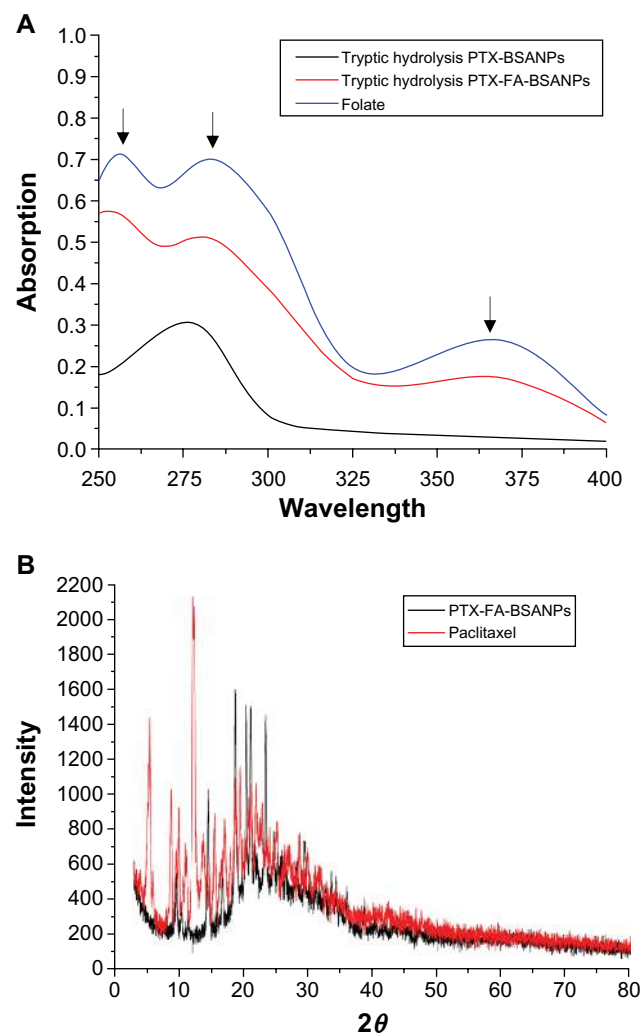 A
1.0
0.9
0.8
0.7
0.6
0.5
0.4
0.3
0.2
0.1
0.0
Absorption
Tryptic hydrolysis PTX-BSANPs
Tryptic hydrolysis PTX-FA-BSANPs
Folate
250 275 300 325 350 375 400
Wavelength
B
2200
2000
1800
1600
1400
1200
1000
800
600
400
200
0
Intensity
PTX-FA-BSANPs
Paclitaxel
0 10 20 30 40 50 60 70 80
2θ